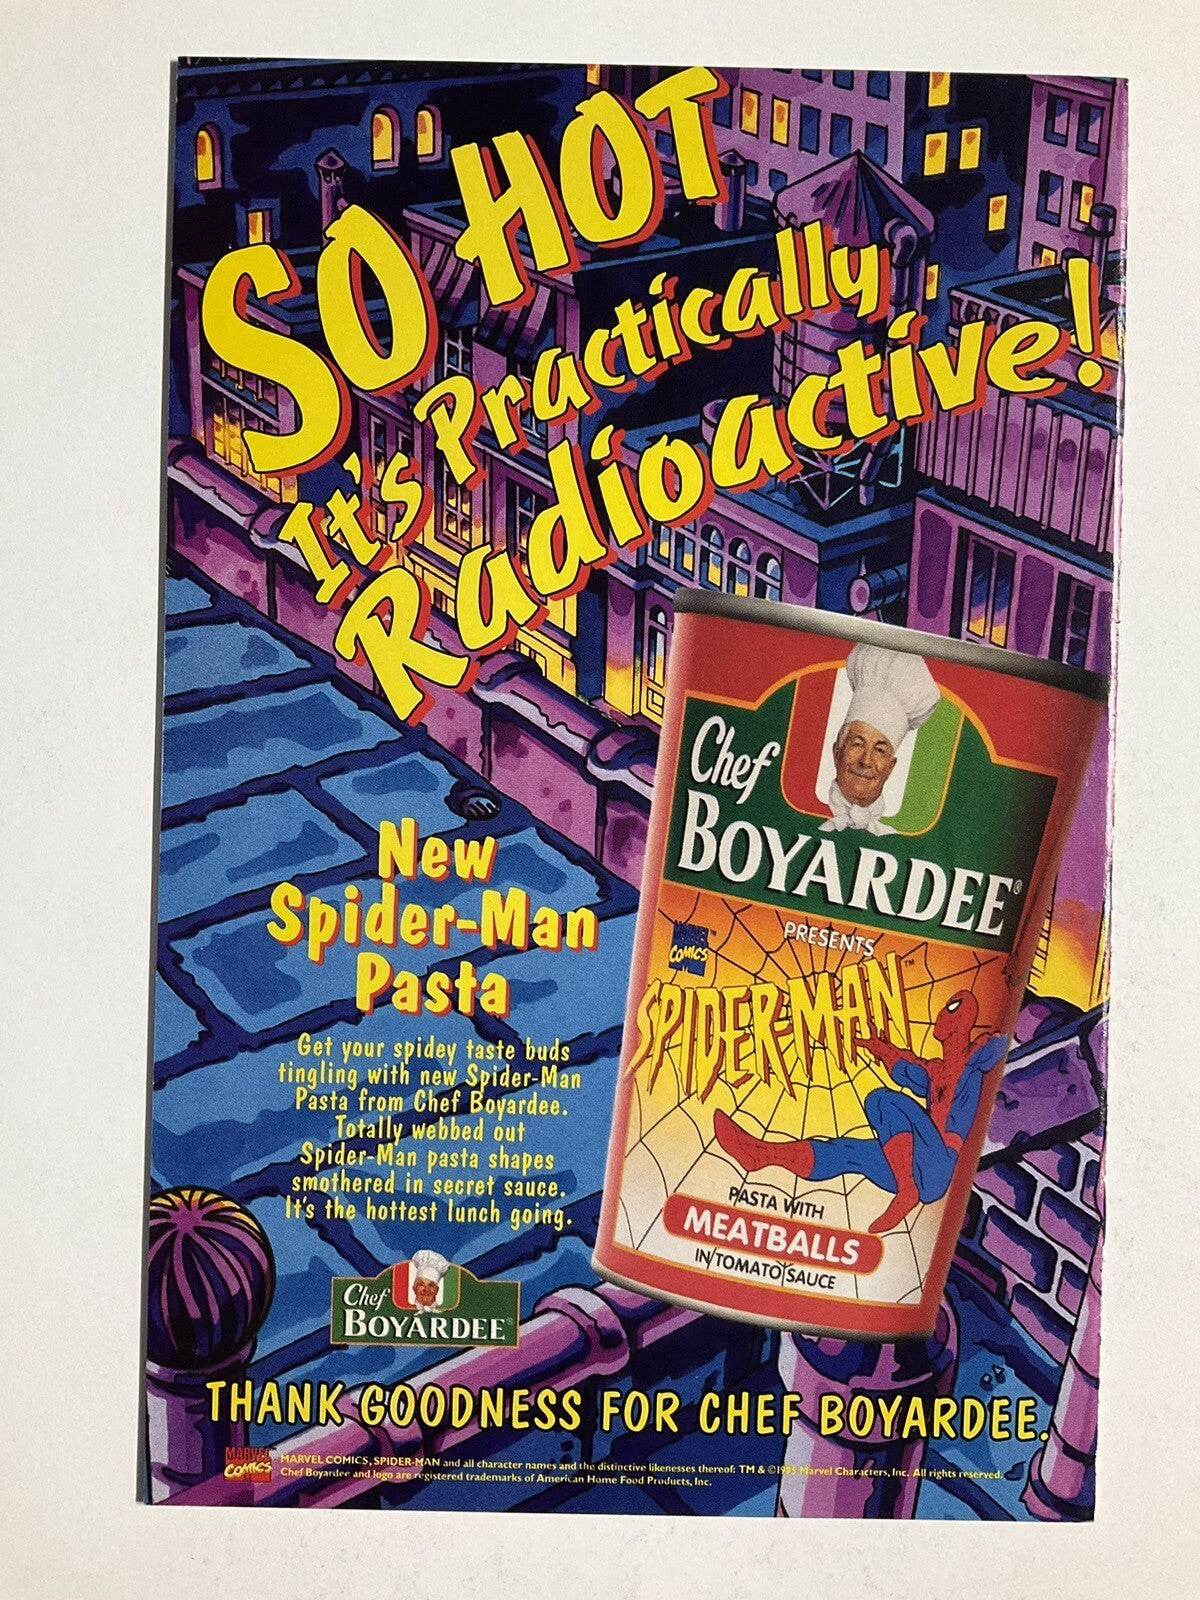 SO HOT
It's Practically
Radioactive!
Chef
BOYARDEE®
PRESENTS
MARVEL
COMICS™
SPIDER-MAN™
PASTA WITH
MEATBALLS
IN TOMATO SAUCE
New
Spider-Man
Pasta
Get your spidey taste buds
tingling with new Spider-Man
Pasta from Chef Boyardee.
Totally webbed out
Spider-Man pasta shapes
smothered in secret sauce.
It's the hottest lunch going.
Chef
BOYARDEE®
THANK GOODNESS FOR CHEF BOYARDEE.
MARVEL
COMICS™
MARVEL COMICS, SPIDER-MAN and all character names and the distinctive likenesses thereof: TM & ©1995 Marvel Characters, Inc. All rights reserved.
Chef Boyardee and logo are registered trademarks of American Home Food Products, Inc.